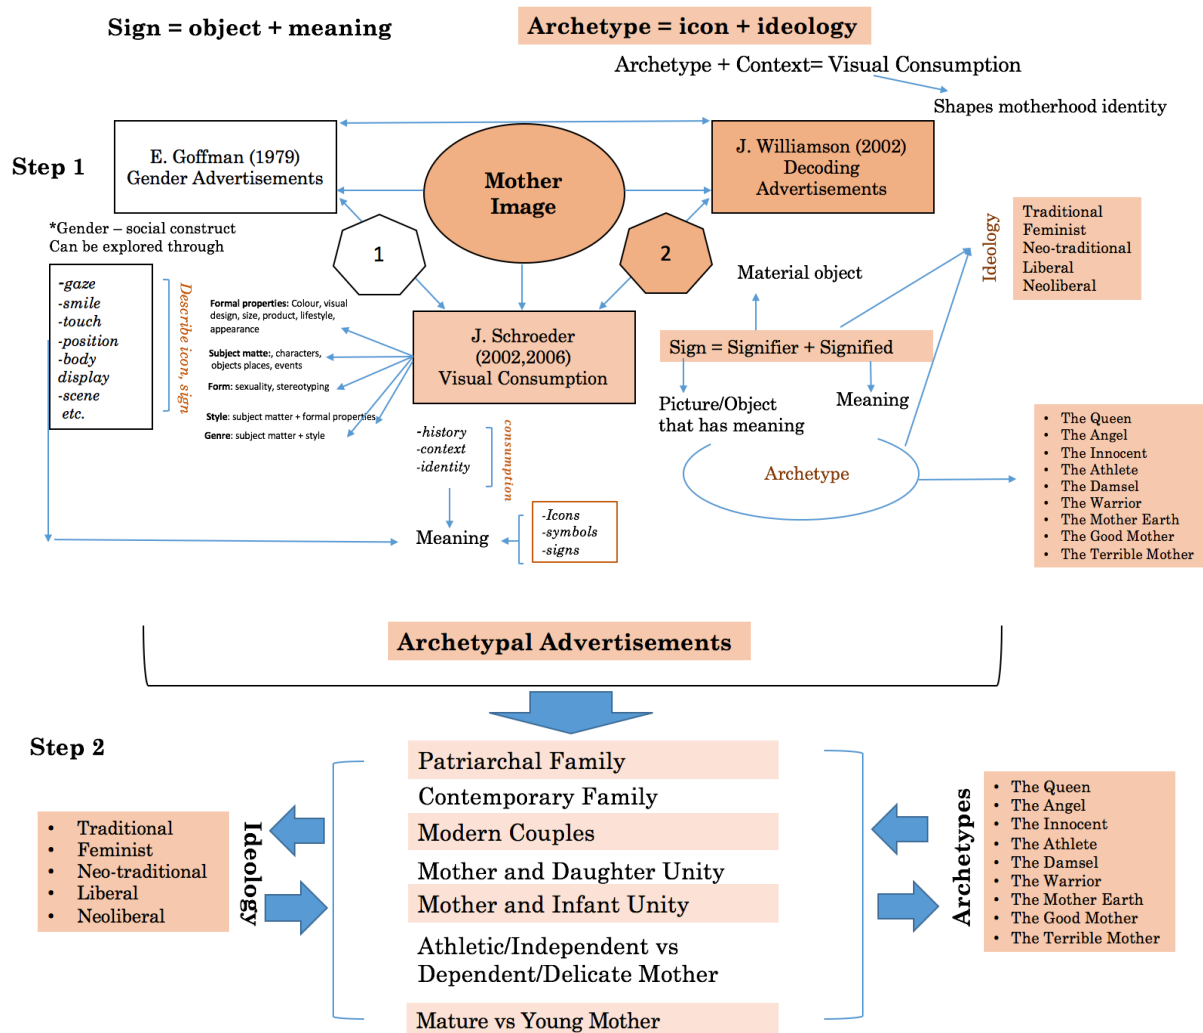 Sign = object + meaning
Archetype = icon + ideology
Archetype + Context= Visual Consumption
Shapes motherhood identity
Step 1
E. Goffman (1979)
Gender Advertisements
Mother
Image
J. Williamson (2002)
Decoding
Advertisements
*Gender – social construct
Can be explored through
-gaze
-smile
-touch
-position
-body
display
-scene
etc.
Describe icon, sign
1
2
Formal properties: Colour, visual
design, size, product, lifestyle,
appearance
Subject matte:, characters,
objects places, events
Form: sexuality, stereotyping
Style: subject matter + formal properties
Genre: subject matter + style
J. Schroeder
(2002,2006)
Visual Consumption
-history
-context
-identity
consumption
Meaning
-Icons
-symbols
-signs
Material object
Sign = Signifier + Signified
Picture/Object
that has meaning
Meaning
Archetype
Ideology
Traditional
Feminist
Neo-traditional
Liberal
Neoliberal
• The Queen
• The Angel
• The Innocent
• The Athlete
• The Damsel
• The Warrior
• The Mother Earth
• The Good Mother
• The Terrible Mother
Archetypal Advertisements
Step 2
• Traditional
• Feminist
• Neo-traditional
• Liberal
• Neoliberal
Ideology
Patriarchal Family
Contemporary Family
Modern Couples
Mother and Daughter Unity
Mother and Infant Unity
Athletic/Independent vs
Dependent/Delicate Mother
Mature vs Young Mother
Archetypes
• The Queen
• The Angel
• The Innocent
• The Athlete
• The Damsel
• The Warrior
• The Mother Earth
• The Good Mother
• The Terrible Mother